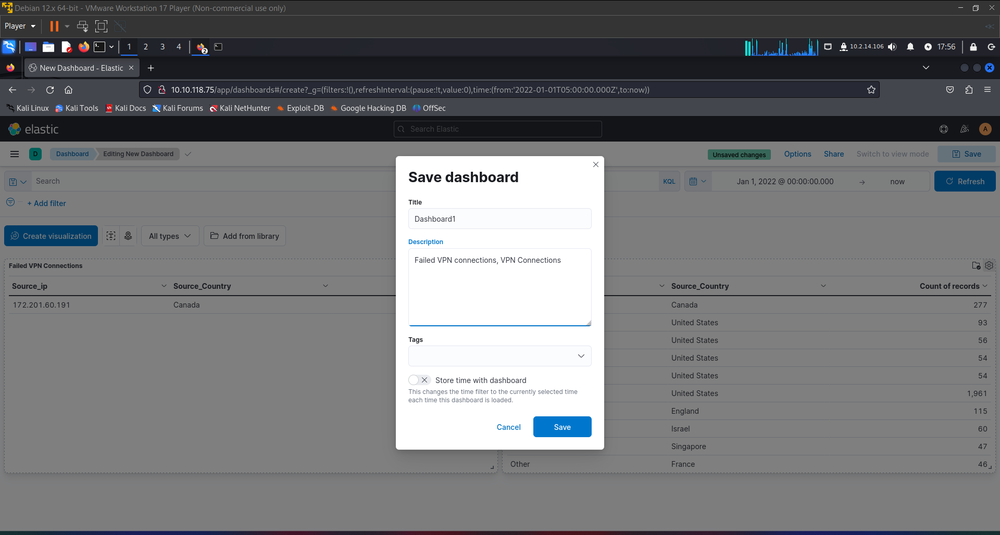 Debian 12.x 64-bit - VMware Workstation 17 Player (Non-commercial use only)
Player
1 2 3 4 2 10.2.14.106 17:56
New Dashboard - Elastic
10.10.118.75/app/dashboards#/create?_g=(filters:!(),refreshInterval:(pause:!t,value:0),time:(from:'2022-01-01T05:00:00.000Z',to:now))
Kali Linux Kali Tools Kali Docs Kali Forums Kali NetHunter Exploit-DB Google Hacking DB OffSec
elastic Search Elastic A
D Dashboard Editing New Dashboard Unsaved changes Options Share Switch to view mode Save
Search KQL Jan 1, 2022 @ 00:00:00.000 → now Refresh
+ Add filter
Create visualization All types Add from library
Failed VPN Connections
Source_ip Source_Country
172.201.60.191 Canada
Save dashboard
Title
Dashboard1
Description
Failed VPN connections, VPN Connections
Tags
Store time with dashboard
This changes the time filter to the currently selected time
each time this dashboard is loaded.
Cancel Save
Source_Country Count of records
Canada 277
United States 93
United States 56
United States 54
United States 54
United States 1,961
England 115
Israel 60
Singapore 47
Other France 46